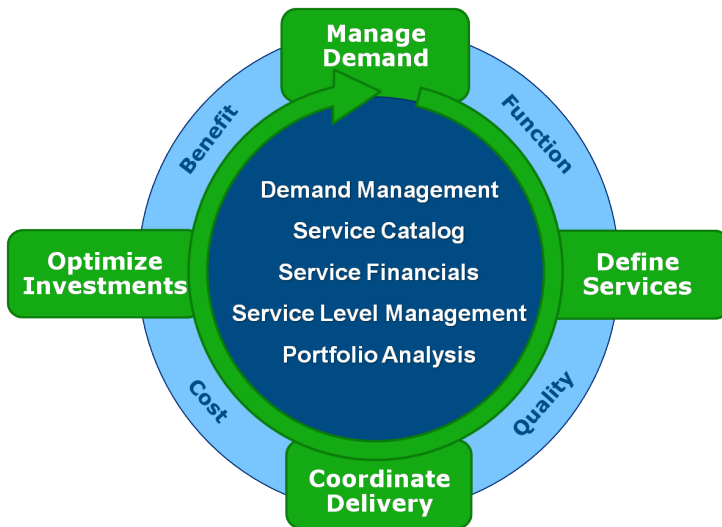 Manage
Demand
Benefit
Function
Demand Management
Service Catalog
Optimize
Investments
Service Financials
Define
Services
Service Level Management
Portfolio Analysis
Cost
Quality
Coordinate
Delivery